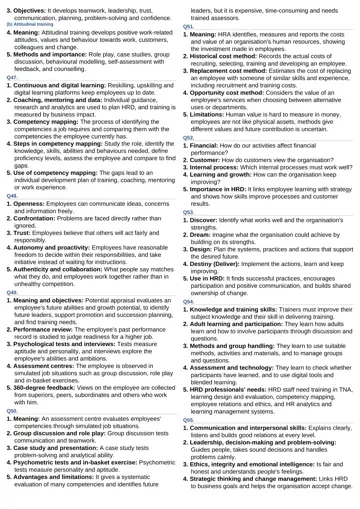 3. Objectives: It develops teamwork, leadership, trust,
communication, planning, problem-solving and confidence.
(b) Attitudinal training
4. Meaning: Attitudinal training develops positive work-related
attitudes, values and behaviour towards work, customers,
colleagues and change.
5. Methods and importance: Role play, case studies, group
discussion, behavioural modelling, self-assessment with
feedback, and counselling.
Q47.
1. Continuous and digital learning: Reskilling, upskilling and
digital learning platforms keep employees up to date.
2. Coaching, mentoring and data: Individual guidance,
research and analytics are used to plan HRD, and training is
measured by business impact.
3. Competency mapping: The process of identifying the
competencies a job requires and comparing them with the
competencies the employee currently has.
4. Steps in competency mapping: Study the role, identify the
knowledge, skills, abilities and behaviours needed, define
proficiency levels, assess the employee and compare to find
gaps.
5. Use of competency mapping: The gaps lead to an
individual development plan of training, coaching, mentoring
or work experience.
Q48.
1. Openness: Employees can communicate ideas, concerns
and information freely.
2. Confrontation: Problems are faced directly rather than
ignored.
3. Trust: Employees believe that others will act fairly and
responsibly.
4. Autonomy and proactivity: Employees have reasonable
freedom to decide within their responsibilities, and take
initiative instead of waiting for instructions.
5. Authenticity and collaboration: What people say matches
what they do, and employees work together rather than in
unhealthy competition.
Q49.
1. Meaning and objectives: Potential appraisal evaluates an
employee's future abilities and growth potential, to identify
future leaders, support promotion and succession planning,
and find training needs.
2. Performance review: The employee's past performance
record is studied to judge readiness for a higher job.
3. Psychological tests and interviews: Tests measure
aptitude and personality, and interviews explore the
employee's abilities and ambitions.
4. Assessment centres: The employee is observed in
simulated job situations such as group discussion, role play
and in-basket exercises.
5. 360-degree feedback: Views on the employee are collected
from superiors, peers, subordinates and others who work
with him.
Q50.
1. Meaning: An assessment centre evaluates employees'
competencies through simulated job situations.
2. Group discussion and role play: Group discussion tests
communication and teamwork.
3. Case study and presentation: A case study tests
problem-solving and analytical ability.
4. Psychometric tests and in-basket exercise: Psychometric
tests measure personality and aptitude.
5. Advantages and limitations: It gives a systematic
evaluation of many competencies and identifies future
leaders, but it is expensive, time-consuming and needs
trained assessors.
Q51.
1. Meaning: HRA identifies, measures and reports the costs
and value of an organisation's human resources, showing
the investment made in employees.
2. Historical cost method: Records the actual costs of
recruiting, selecting, training and developing an employee.
3. Replacement cost method: Estimates the cost of replacing
an employee with someone of similar skills and experience,
including recruitment and training costs.
4. Opportunity cost method: Considers the value of an
employee's services when choosing between alternative
uses or departments.
5. Limitations: Human value is hard to measure in money,
employees are not like physical assets, methods give
different values and future contribution is uncertain.
Q52.
1. Financial: How do our activities affect financial
performance?
2. Customer: How do customers view the organisation?
3. Internal process: Which internal processes must work well?
4. Learning and growth: How can the organisation keep
improving?
5. Importance in HRD: It links employee learning with strategy
and shows how skills improve processes and customer
results.
Q53.
1. Discover: Identify what works well and the organisation's
strengths.
2. Dream: Imagine what the organisation could achieve by
building on its strengths.
3. Design: Plan the systems, practices and actions that support
the desired future.
4. Destiny (Deliver): Implement the actions, learn and keep
improving.
5. Use in HRD: It finds successful practices, encourages
participation and positive communication, and builds shared
ownership of change.
Q54.
1. Knowledge and training skills: Trainers must improve their
subject knowledge and their skill in delivering training.
2. Adult learning and participation: They learn how adults
learn and how to involve participants through discussion and
questions.
3. Methods and group handling: They learn to use suitable
methods, activities and materials, and to manage groups
and questions.
4. Assessment and technology: They learn to check whether
participants have learned, and to use digital tools and
blended learning.
5. HRD professionals' needs: HRD staff need training in TNA,
learning design and evaluation, competency mapping,
employee relations and ethics, and HR analytics and
learning management systems.
Q55.
1. Communication and interpersonal skills: Explains clearly,
listens and builds good relations at every level.
2. Leadership, decision-making and problem-solving:
Guides people, takes sound decisions and handles
problems calmly.
3. Ethics, integrity and emotional intelligence: Is fair and
honest and understands people's feelings.
4. Strategic thinking and change management: Links HRD
to business goals and helps the organisation accept change.